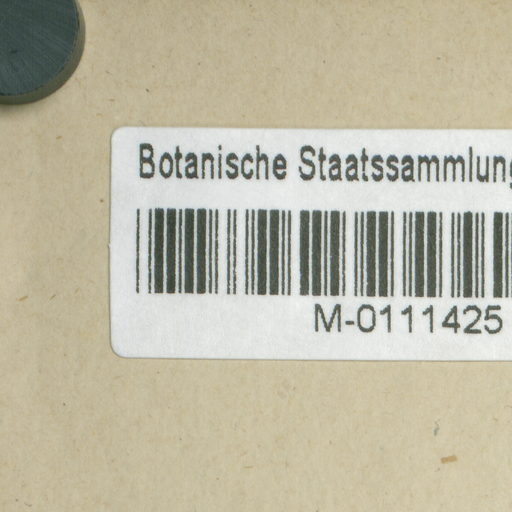 Botanische Staatssammlung
M-0111425